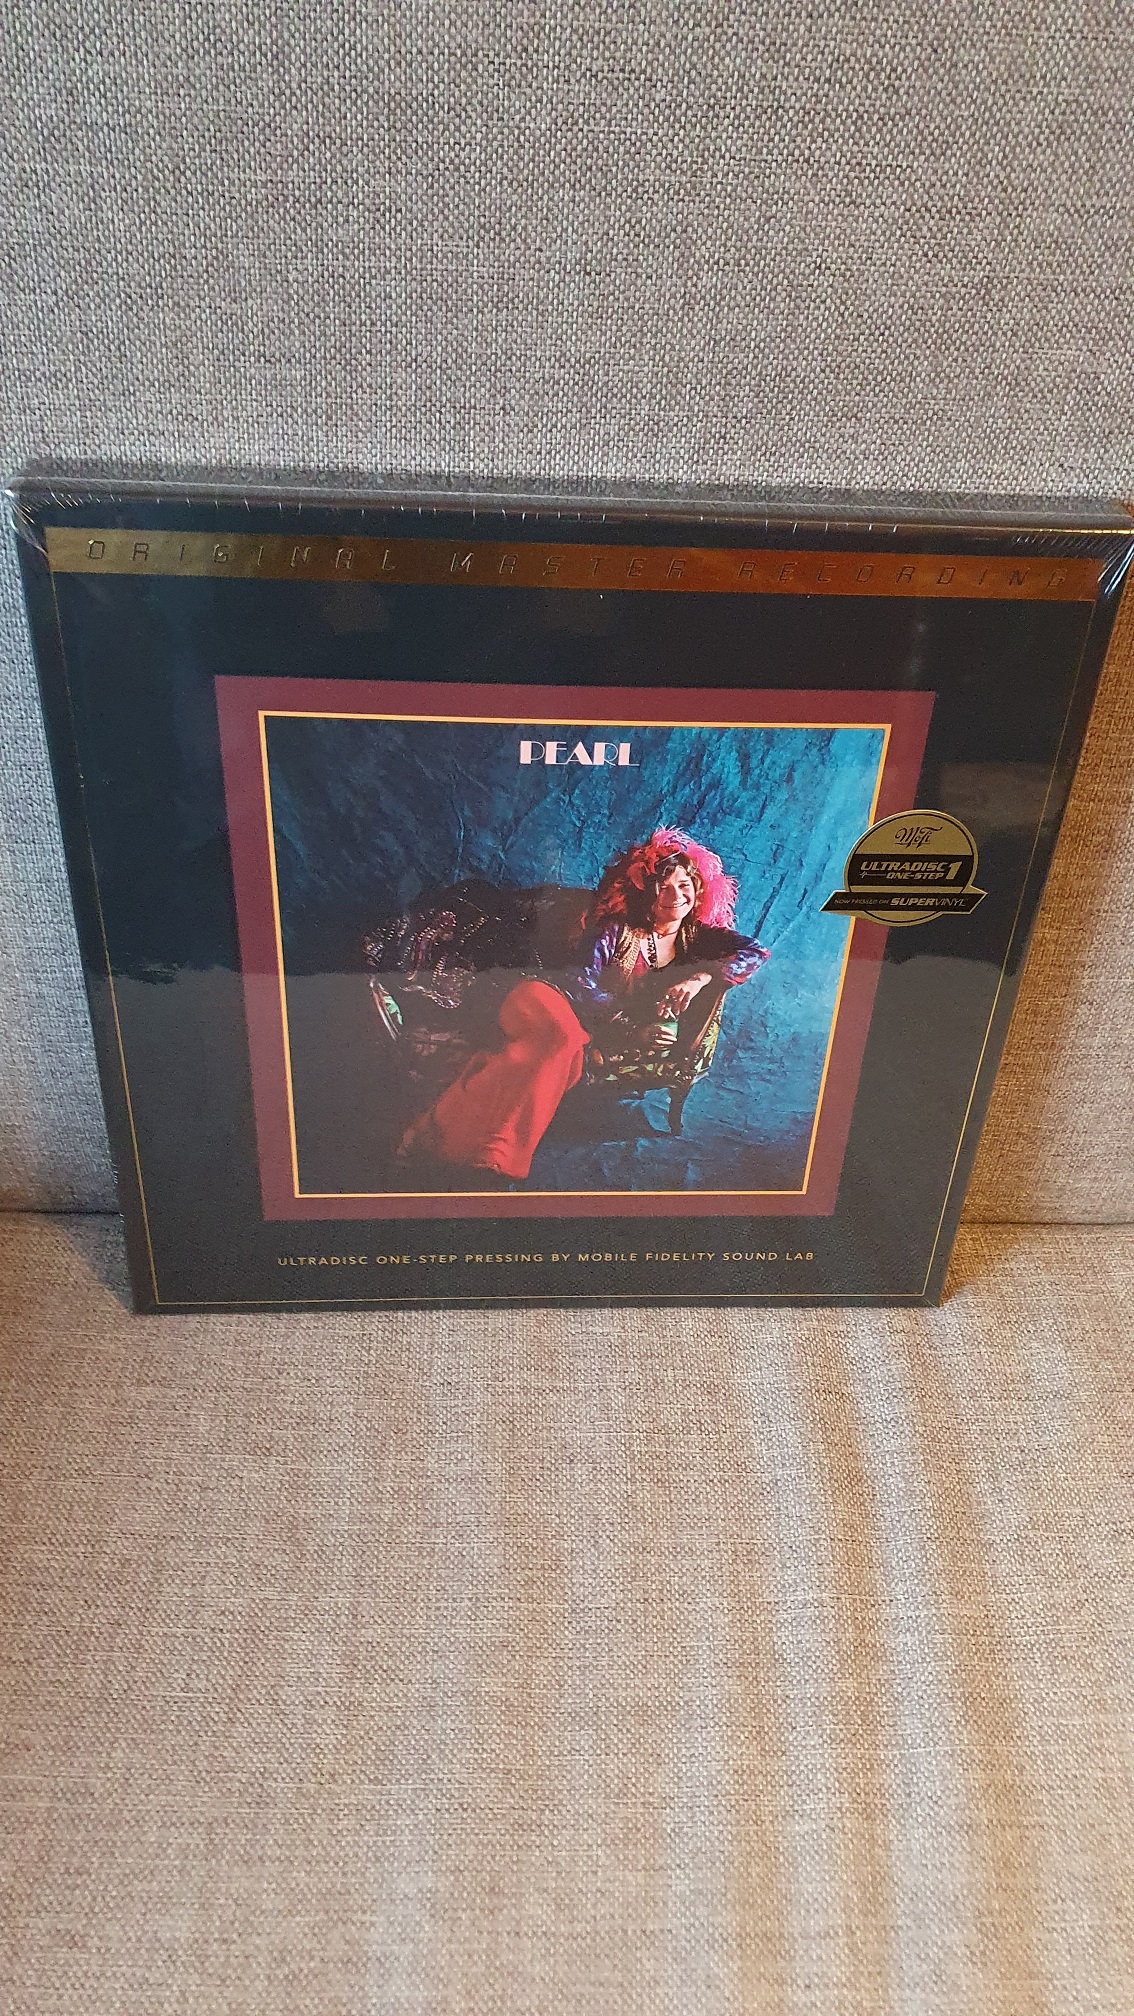 ORIGINAL MASTER RECORDING
PEARL
MoFi
ULTRADISC
ONE-STEP 1
NOW PRESSED ON SUPERVINYL
ULTRADISC ONE-STEP PRESSING BY MOBILE FIDELITY SOUND LAB